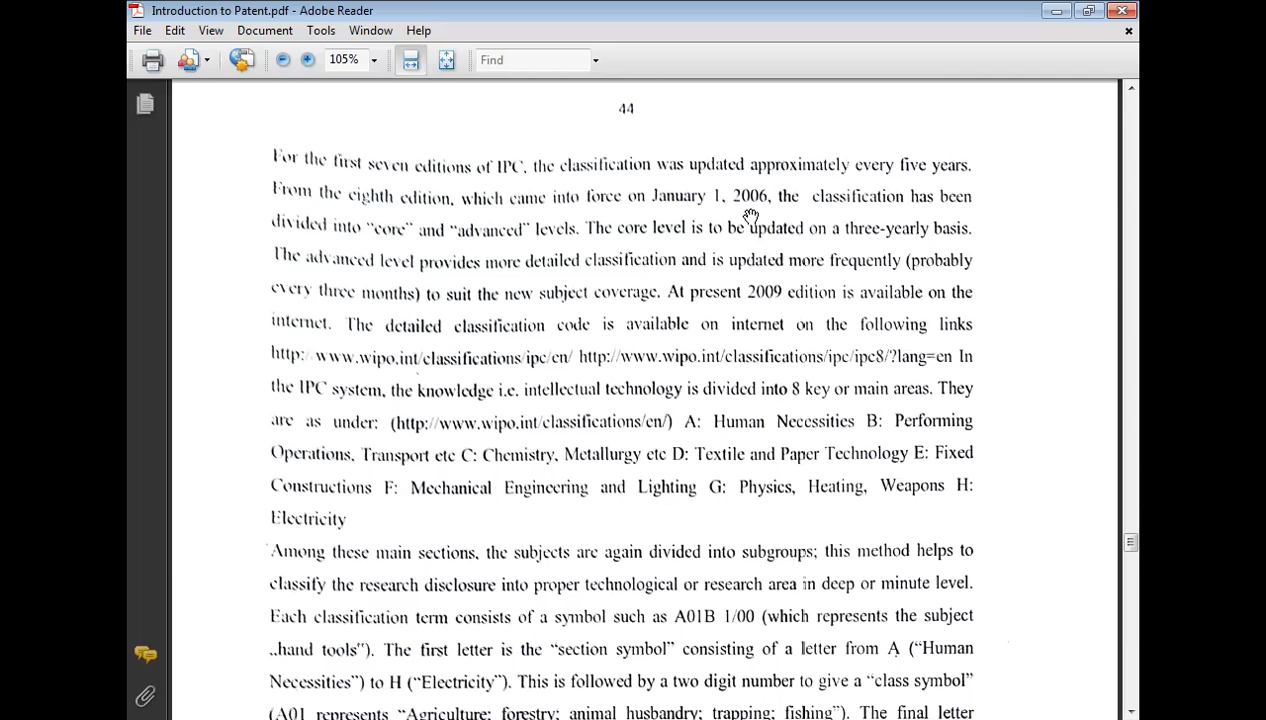 Introduction to Patent.pdf - Adobe Reader
File Edit View Document Tools Window Help
105% Find
44
For the first seven editions of IPC, the classification was updated approximately every five years.
From the eighth edition, which came into force on January 1, 2006, the classification has been
divided into "core" and "advanced" levels. The core level is to be updated on a three-yearly basis.
The advanced level provides more detailed classification and is updated more frequently (probably
every three months) to suit the new subject coverage. At present 2009 edition is available on the
internet. The detailed classification code is available on internet on the following links
http: www.wipo.int/classifications/ipc/en/ http://www.wipo.int/classifications/ipc/ipc8/?lang=en In
the IPC system, the knowledge i.e. intellectual technology is divided into 8 key or main areas. They
are as under: (http://www.wipo.int/classifications/en/) A: Human Necessities B: Performing
Operations, Transport etc C: Chemistry, Metallurgy etc D: Textile and Paper Technology E: Fixed
Constructions F: Mechanical Engineering and Lighting G: Physics, Heating, Weapons H:
Electricity
Among these main sections, the subjects are again divided into subgroups; this method helps to
classify the research disclosure into proper technological or research area in deep or minute level.
Each classification term consists of a symbol such as A01B 1/00 (which represents the subject
„hand tools"). The first letter is the "section symbol" consisting of a letter from A ("Human
Necessities") to H ("Electricity"). This is followed by a two digit number to give a "class symbol"
(A01 represents "Agriculture; forestry; animal husbandry; trapping; fishing"). The final letter